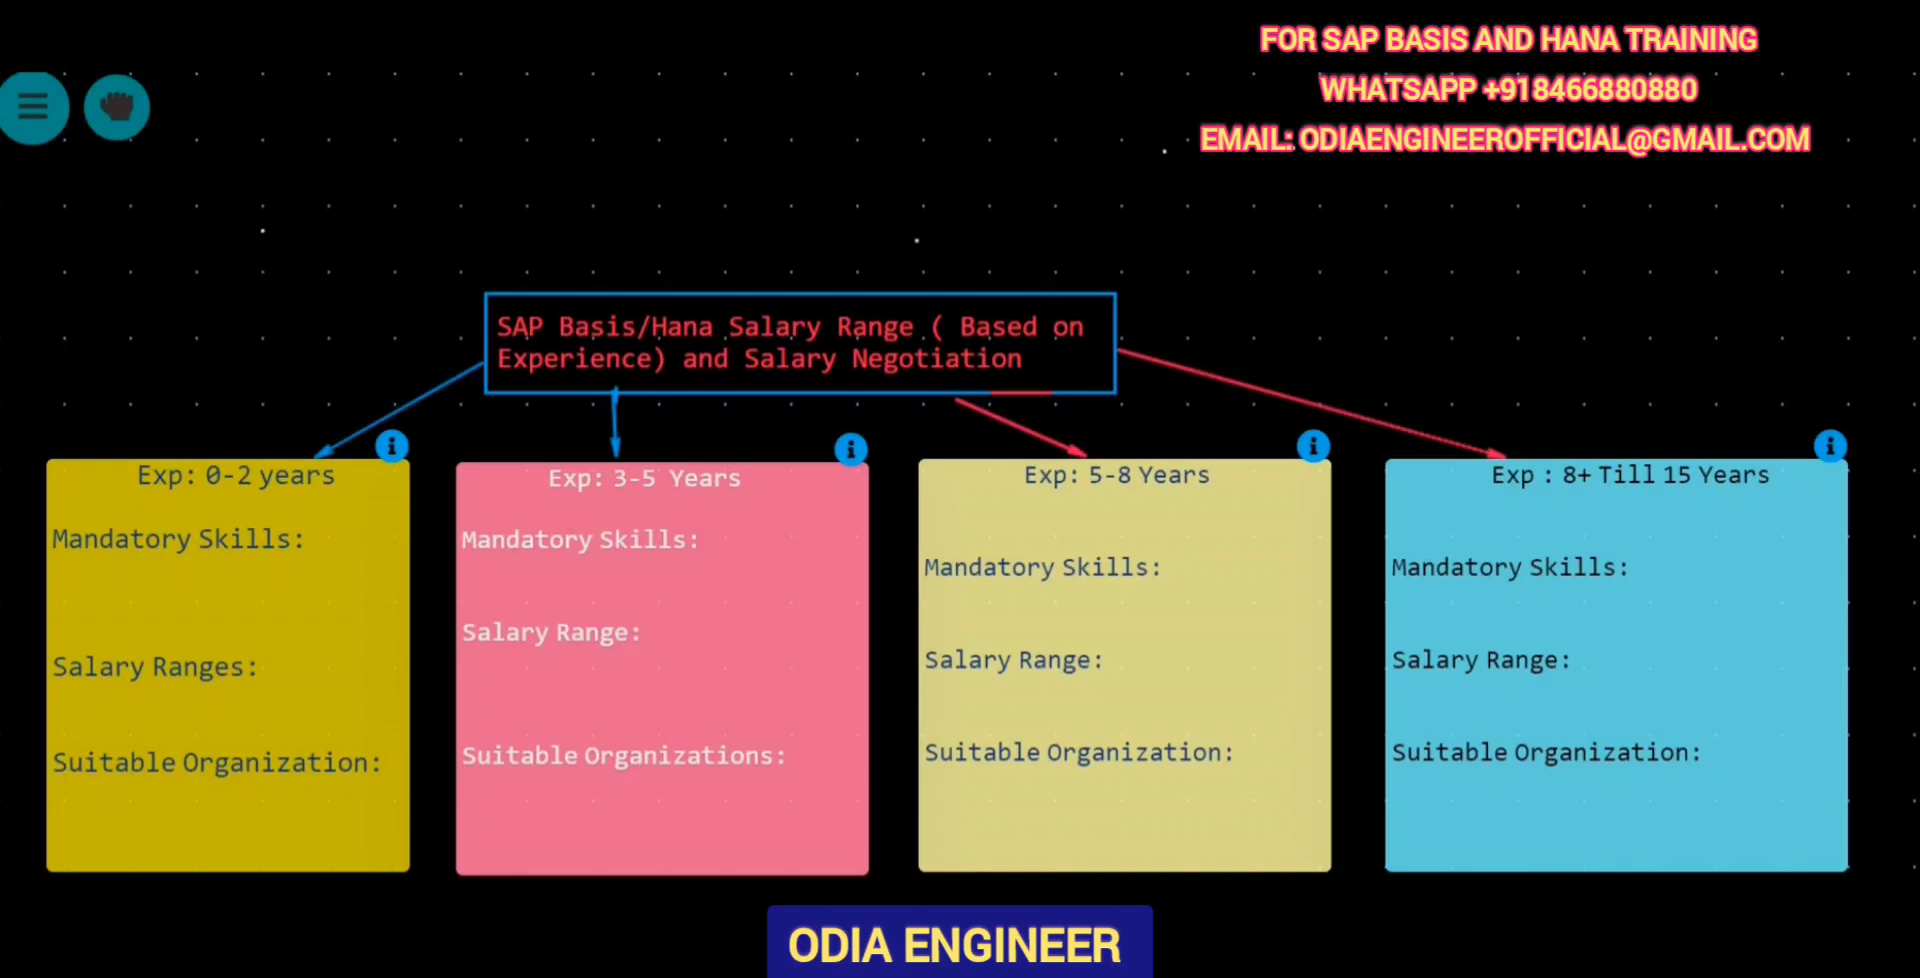 FOR SAP BASIS AND HANA TRAINING
WHATSAPP +918466880880
EMAIL: ODIAENGINEEROFFICIAL@GMAIL.COM
SAP Basis/Hana Salary Range ( Based on
Experience) and Salary Negotiation
Exp: 0-2 years
Mandatory Skills:
Salary Ranges:
Suitable Organization:
Exp: 3-5 Years
Mandatory Skills:
Salary Range:
Suitable Organizations:
Exp: 5-8 Years
Mandatory Skills:
Salary Range:
Suitable Organization:
Exp : 8+ Till 15 Years
Mandatory Skills:
Salary Range:
Suitable Organization:
ODIA ENGINEER